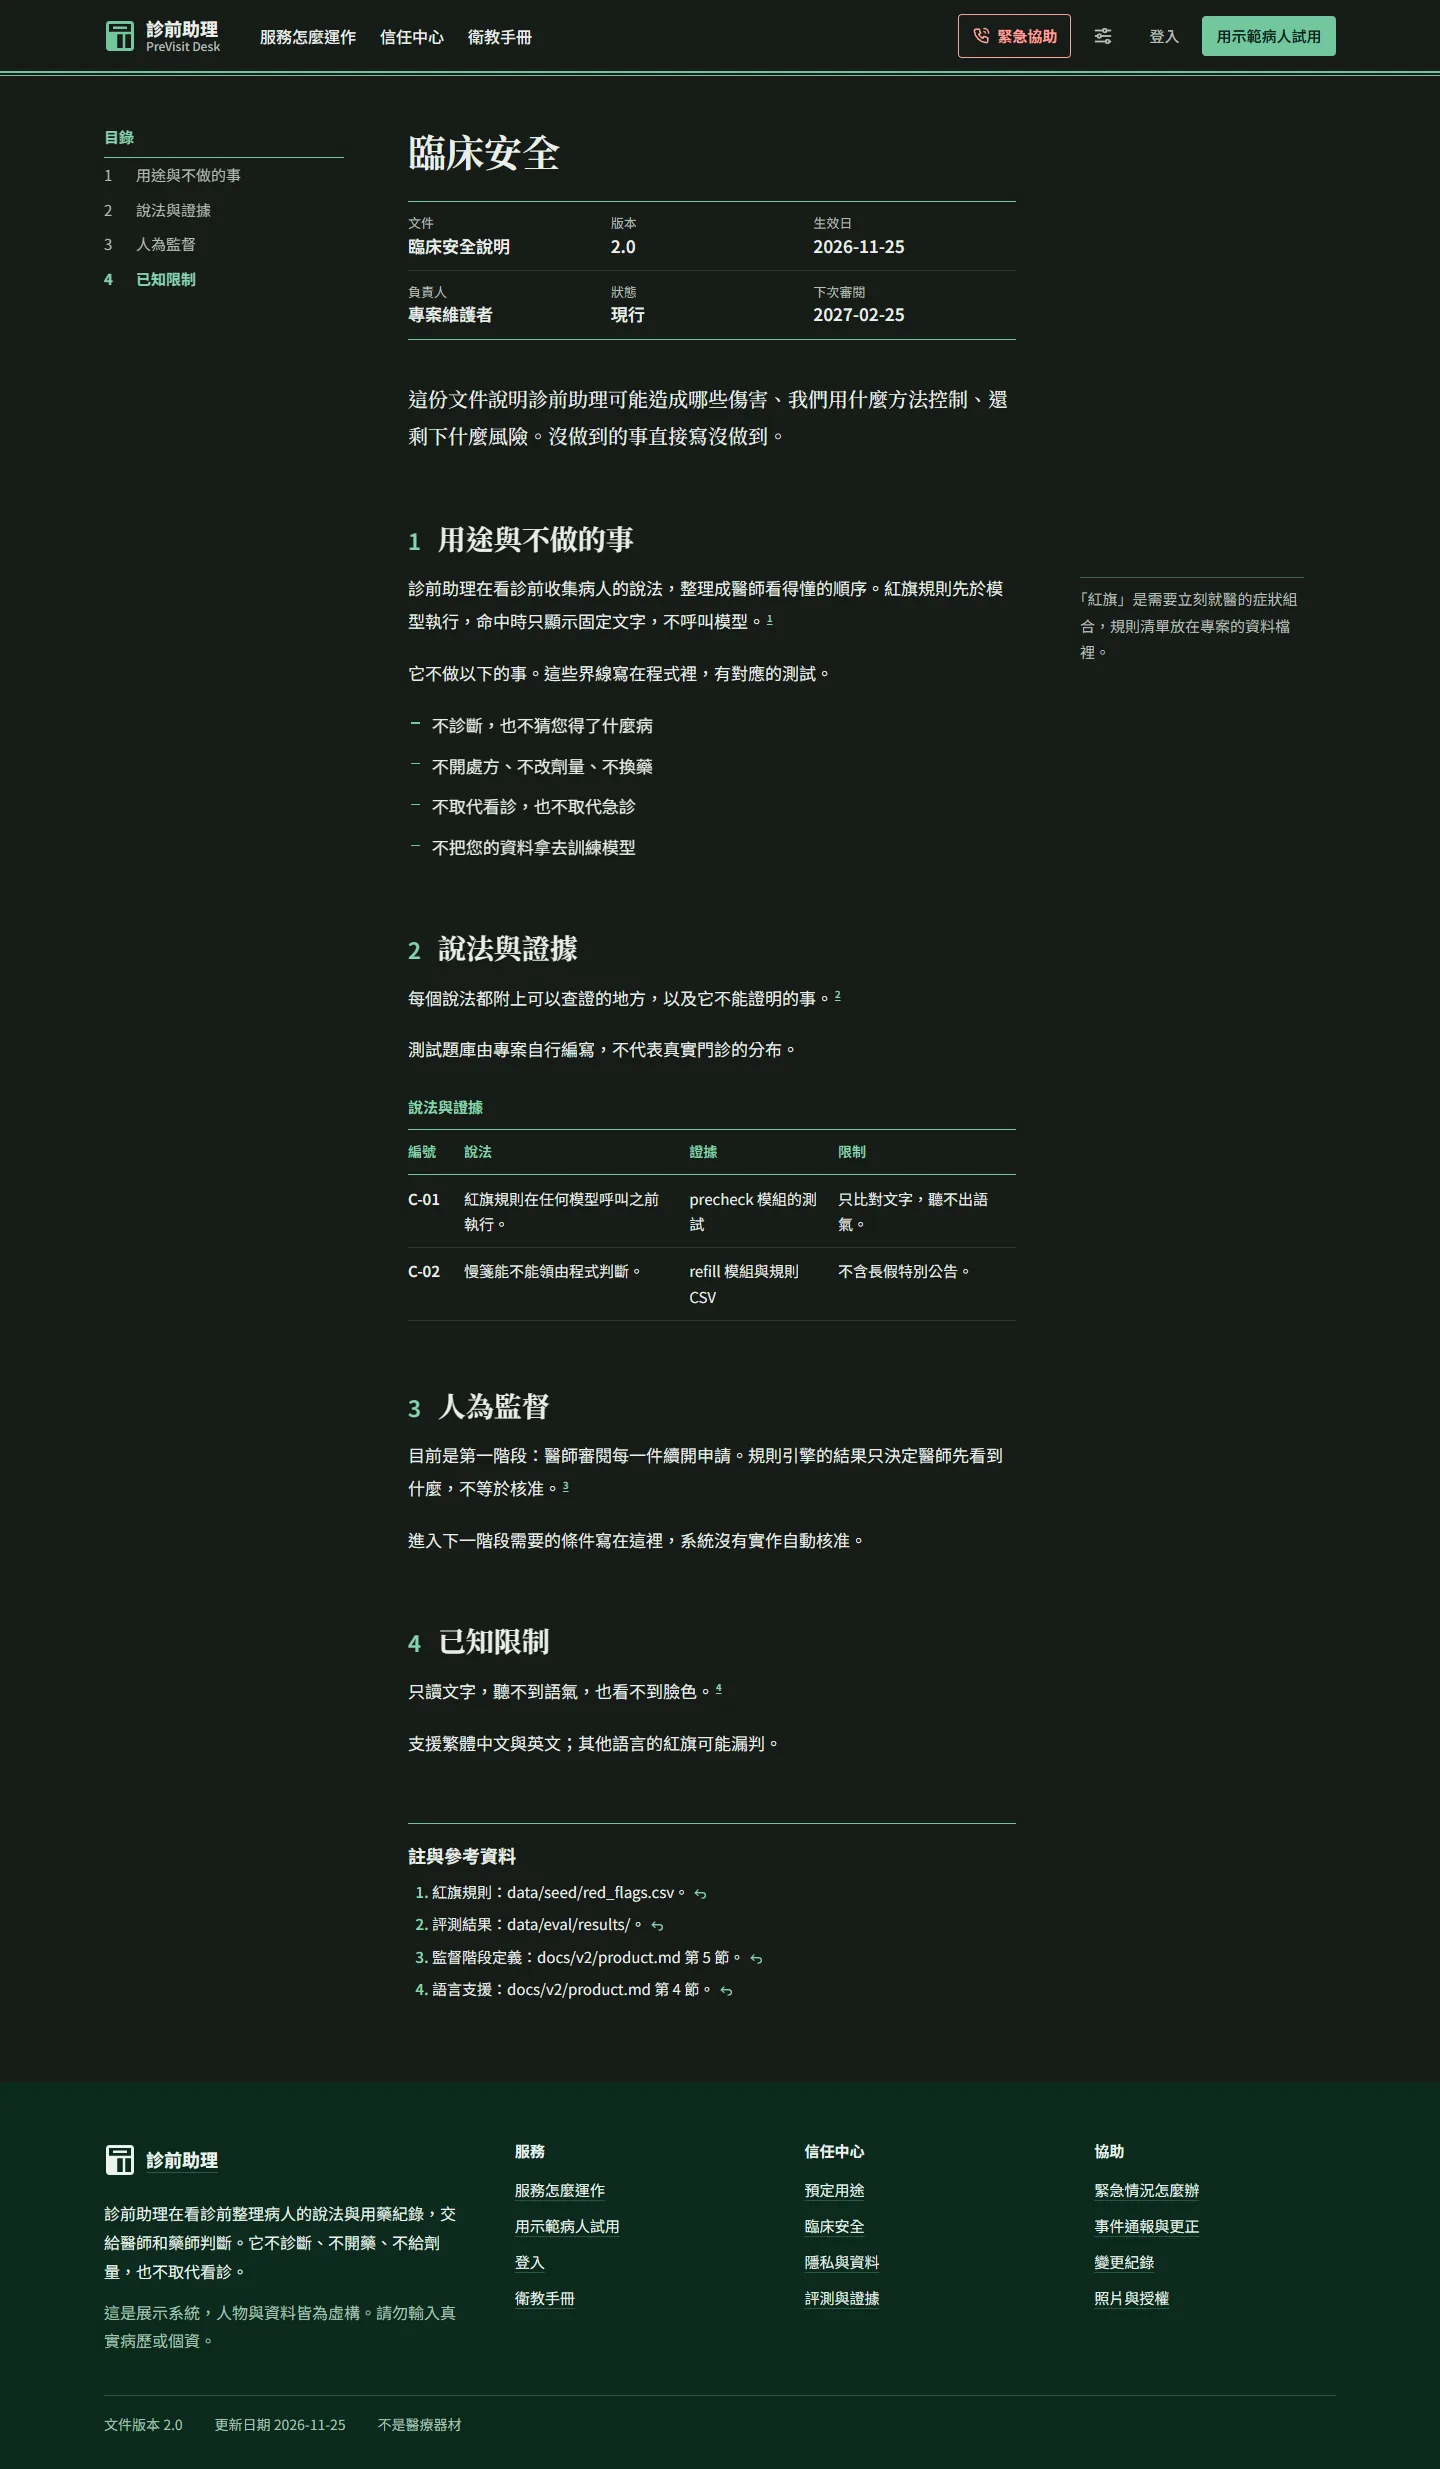 診前助理
PreVisit Desk
服務怎麼運作
信任中心
衛教手冊
緊急協助
登入
用示範病人試用
目錄
1 用途與不做的事
2 說法與證據
3 人為監督
4 已知限制
臨床安全
文件 版本 生效日
臨床安全說明 2.0 2026-11-25
負責人 狀態 下次審閱
專案維護者 現行 2027-02-25
這份文件說明診前助理可能造成哪些傷害、我們用什麼方法控制、還
剩下什麼風險。沒做到的事直接寫沒做到。
1 用途與不做的事
診前助理在看診前收集病人的說法，整理成醫師看得懂的順序。紅旗規則先於模
型執行，命中時只顯示固定文字，不呼叫模型。1
「紅旗」是需要立刻就醫的症狀組
合，規則清單放在專案的資料檔
裡。
它不做以下的事。這些界線寫在程式裡，有對應的測試。
– 不診斷，也不猜您得了什麼病
– 不開處方、不改劑量、不換藥
– 不取代看診，也不取代急診
– 不把您的資料拿去訓練模型
2 說法與證據
每個說法都附上可以查證的地方，以及它不能證明的事。2
測試題庫由專案自行編寫，不代表真實門診的分布。
說法與證據
編號 說法 證據 限制
C-01 紅旗規則在任何模型呼叫之前 precheck 模組的測 只比對文字，聽不出語
執行。 試 氣。
C-02 慢箋能不能領由程式判斷。 refill 模組與規則 不含長假特別公告。
CSV
3 人為監督
目前是第一階段：醫師審閱每一件續開申請。規則引擎的結果只決定醫師先看到
什麼，不等於核准。3
進入下一階段需要的條件寫在這裡，系統沒有實作自動核准。
4 已知限制
只讀文字，聽不到語氣，也看不到臉色。4
支援繁體中文與英文；其他語言的紅旗可能漏判。
註與參考資料
1. 紅旗規則：data/seed/red_flags.csv。
2. 評測結果：data/eval/results/。
3. 監督階段定義：docs/v2/product.md 第 5 節。
4. 語言支援：docs/v2/product.md 第 4 節。
診前助理
診前助理在看診前整理病人的說法與用藥紀錄，交
給醫師和藥師判斷。它不診斷、不開藥、不給劑
量，也不取代看診。
這是展示系統，人物與資料皆為虛構。請勿輸入真
實病歷或個資。
服務
服務怎麼運作
用示範病人試用
登入
衛教手冊
信任中心
預定用途
臨床安全
隱私與資料
評測與證據
協助
緊急情況怎麼辦
事件通報與更正
變更紀錄
照片與授權
文件版本 2.0
更新日期 2026-11-25
不是醫療器材